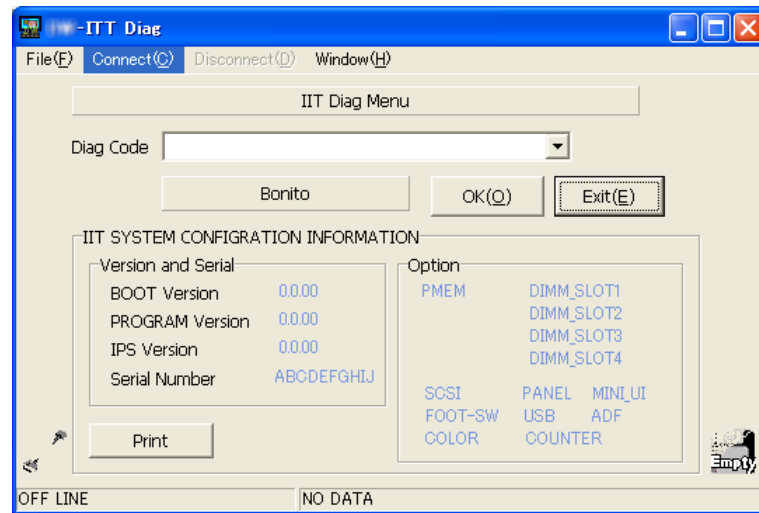 -ITT Diag
File(F) Connect(C) Disconnect(D) Window(H)
IIT Diag Menu
Diag Code
Bonito OK(O) Exit(E)
IIT SYSTEM CONFIGRATION INFORMATION
Version and Serial
BOOT Version 0.0.00
PROGRAM Version 0.0.00
IPS Version 0.0.00
Serial Number ABCDEFGHIJ
Print
Option
PMEM DIMM_SLOT1
DIMM_SLOT2
DIMM_SLOT3
DIMM_SLOT4
SCSI PANEL MINI_UI
FOOT-SW USB ADF
COLOR COUNTER
Empty
OFF LINE NO DATA